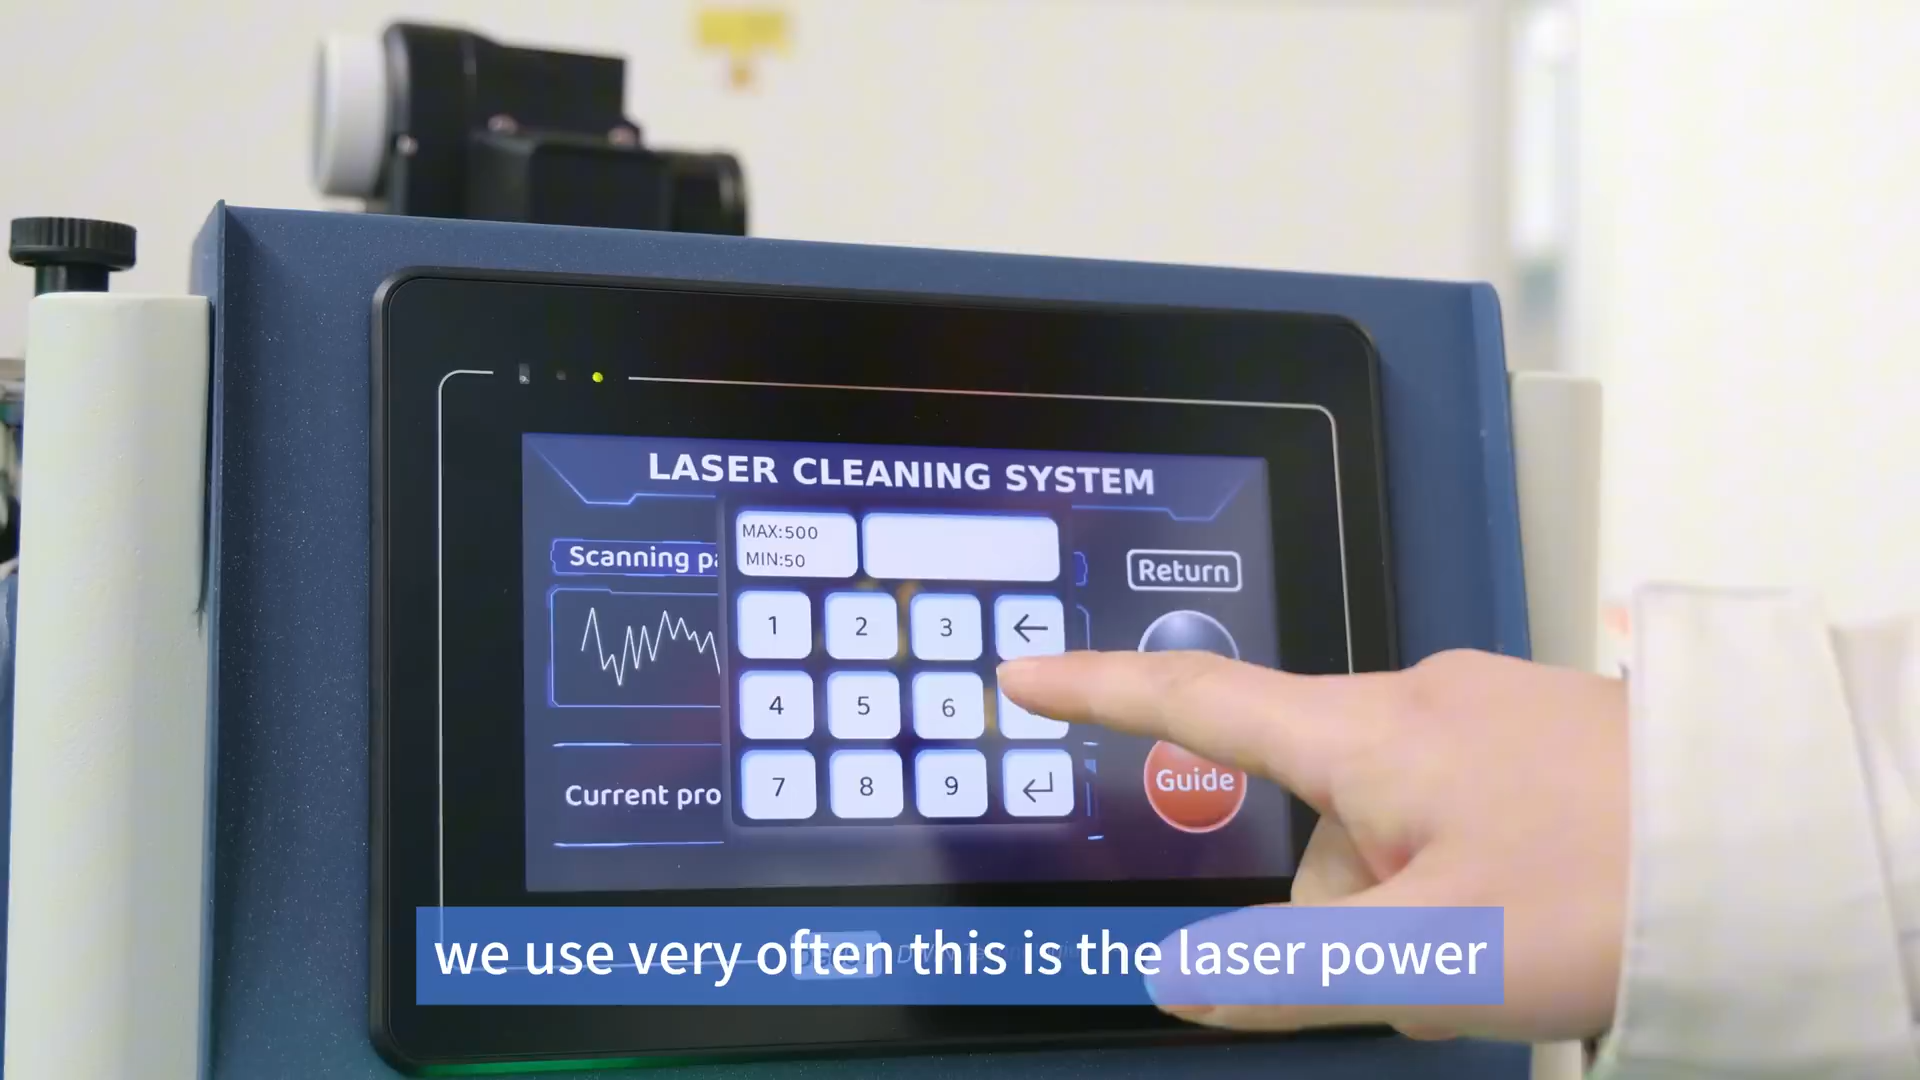 LASER CLEANING SYSTEM
MAX:500
MIN:50
Scanning pa
Return
1 2 3 ←
4 5 6
7 8 9 ↵
Current pro
Guide
we use very often this is the laser power